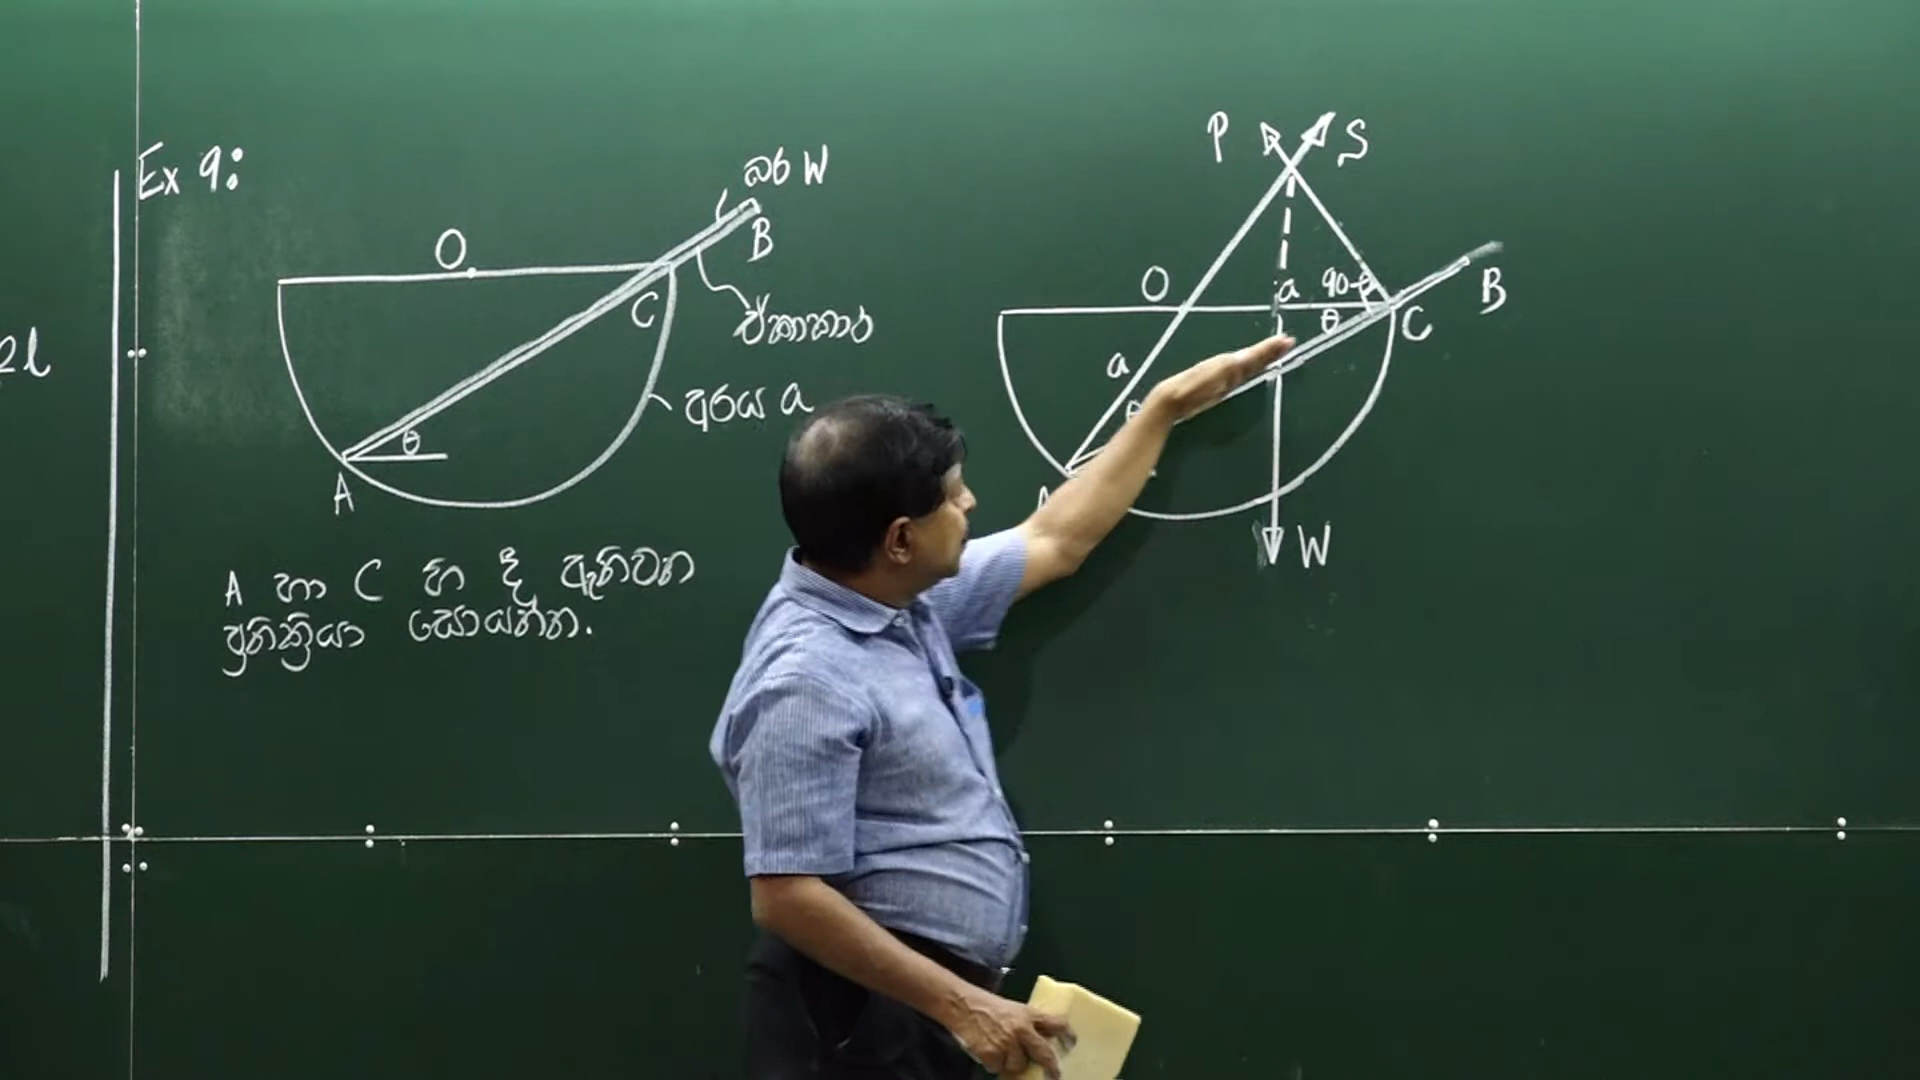 2l
Ex 9:
O
බර W
B
C
ඒකාකාර
අරය a
θ
A
A හා C හි දී ඇතිවන
ප්‍රතික්‍රියා සොයන්න.
P
S
O
a
90-θ
B
θ
C
a
θ
A
W